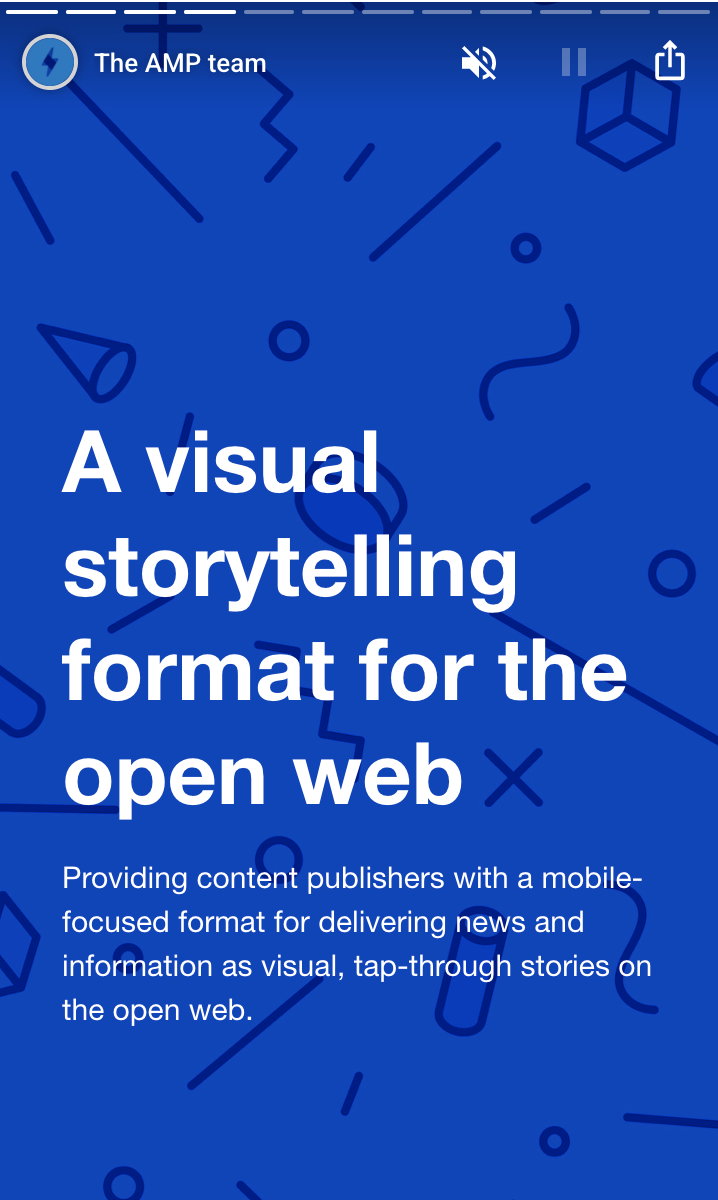 The AMP team
A visual
storytelling
format for the
open web
Providing content publishers with a mobile-
focused format for delivering news and
information as visual, tap-through stories on
the open web.